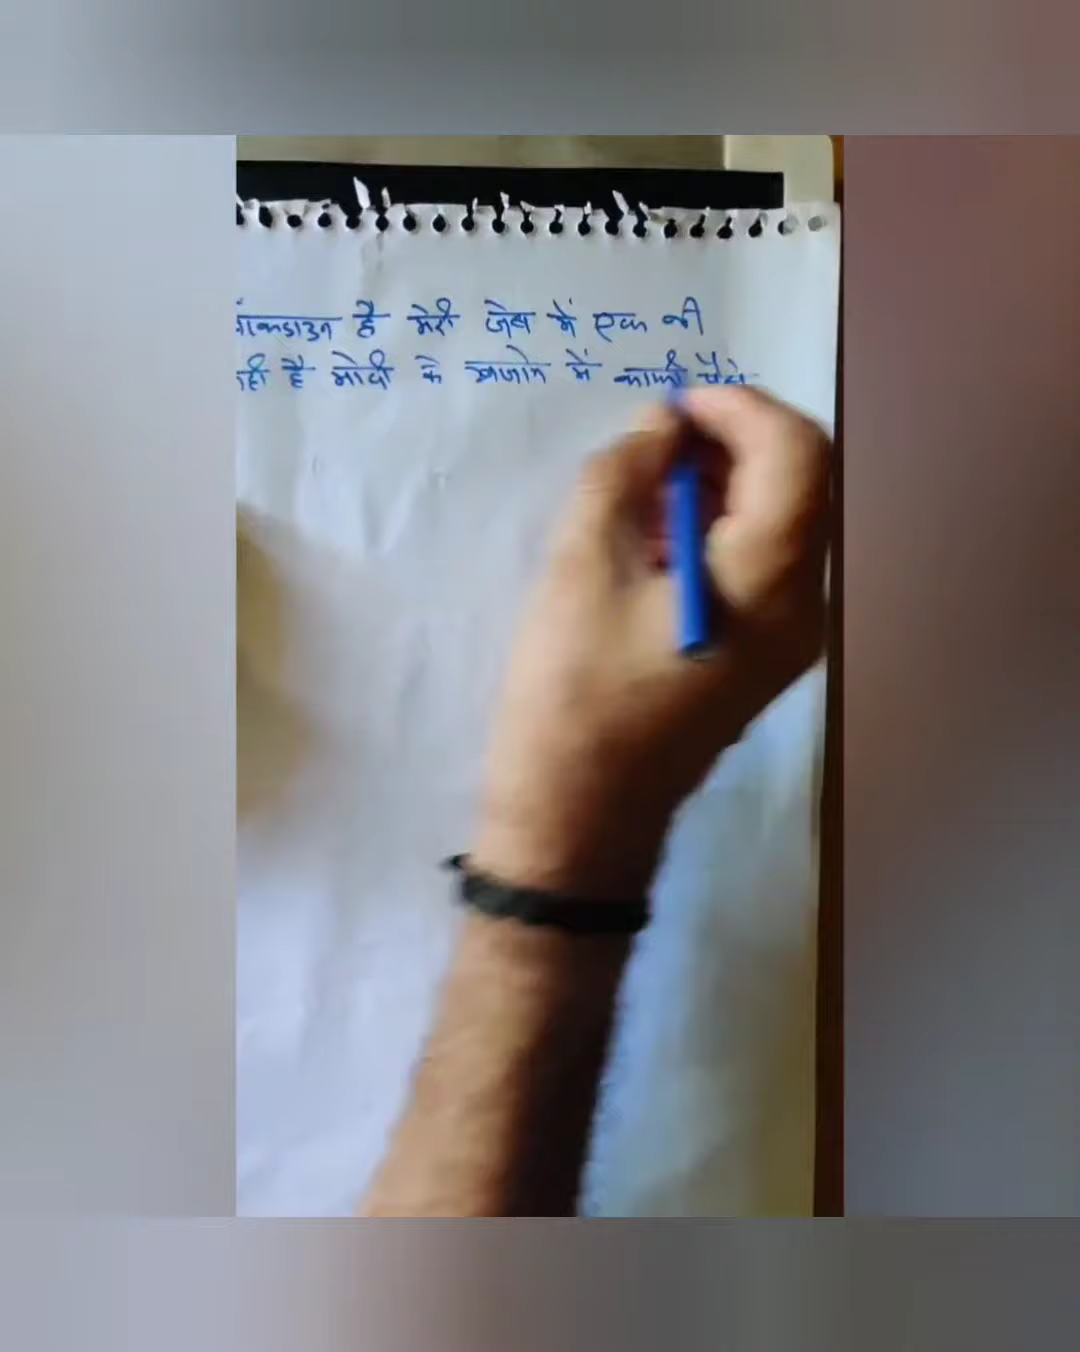 लॉकडाउन है मेरी जेब में एक भी
नही है मोदी के खजाने में काफी पैसे